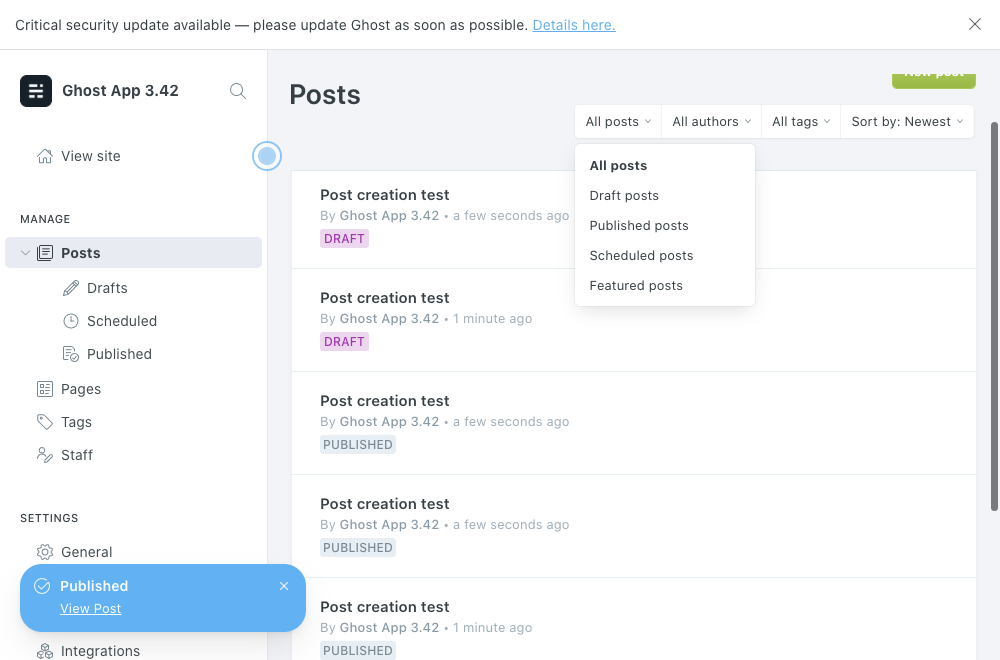 Critical security update available — please update Ghost as soon as possible. Details here.
Ghost App 3.42
View site
MANAGE
Posts
Drafts
Scheduled
Published
Pages
Tags
Staff
SETTINGS
General
Published
View Post
Integrations
Posts
New post
All posts
All authors
All tags
Sort by: Newest
All posts
Draft posts
Published posts
Scheduled posts
Featured posts
Post creation test
By Ghost App 3.42 • a few seconds ago
DRAFT
Post creation test
By Ghost App 3.42 • 1 minute ago
DRAFT
Post creation test
By Ghost App 3.42 • a few seconds ago
PUBLISHED
Post creation test
By Ghost App 3.42 • a few seconds ago
PUBLISHED
Post creation test
By Ghost App 3.42 • 1 minute ago
PUBLISHED